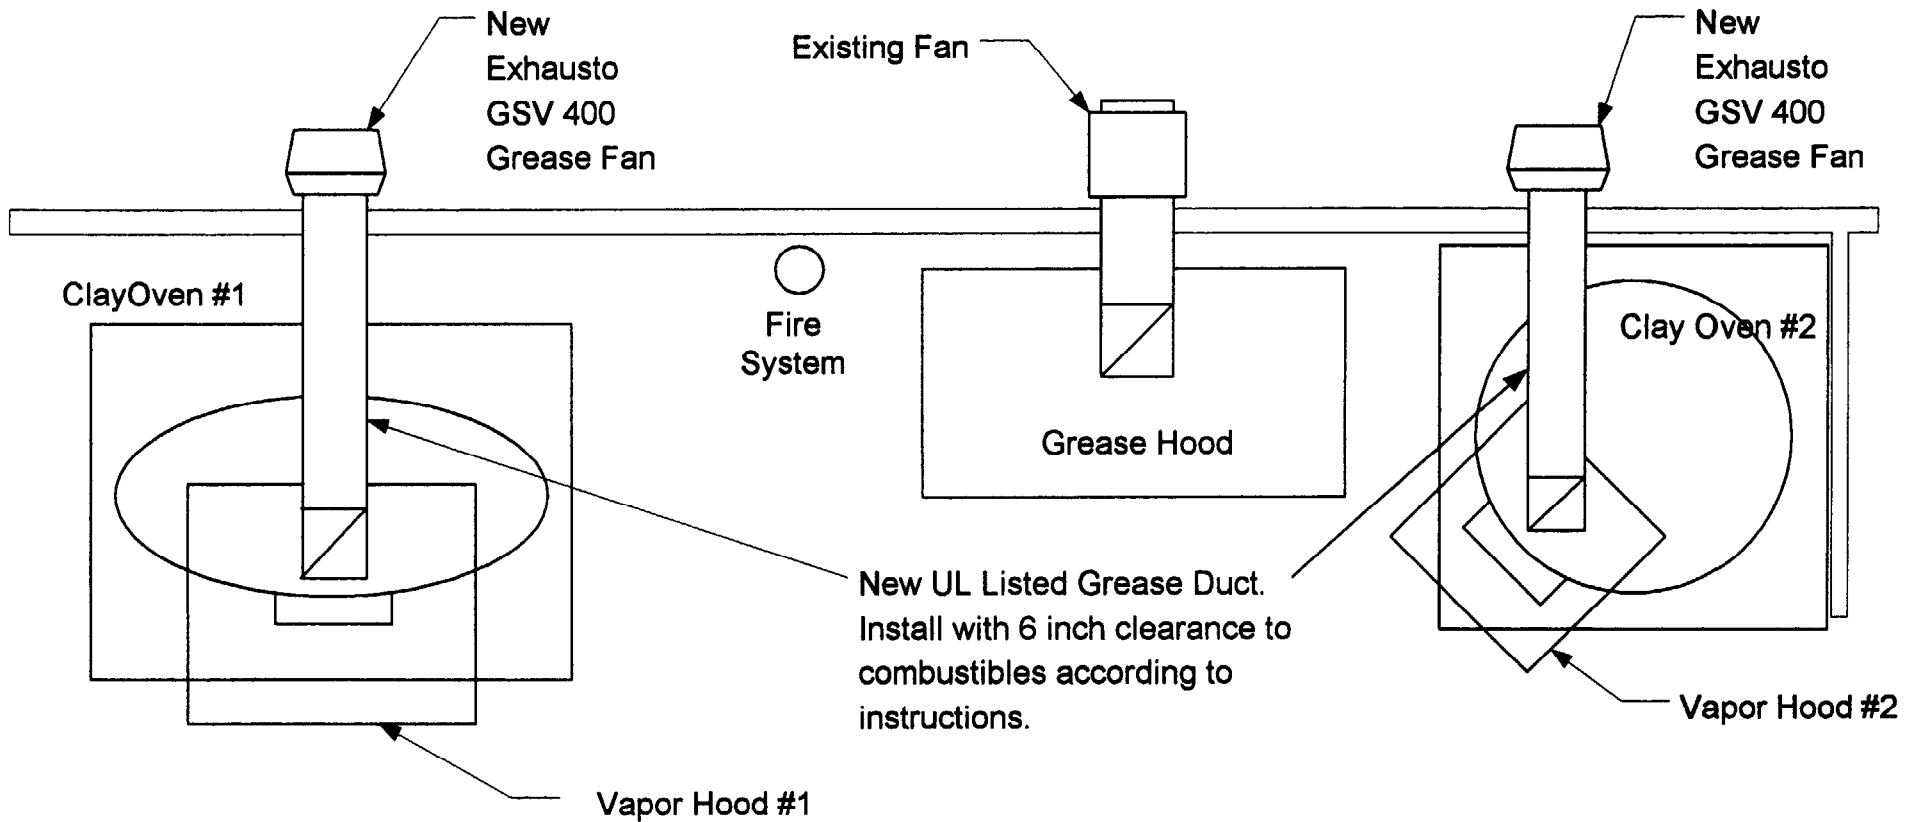 New
Exhausto
GSV 400
Grease Fan
Existing Fan
New
Exhausto
GSV 400
Grease Fan
ClayOven #1
Fire
System
Clay Oven #2
Grease Hood
New UL Listed Grease Duct.
Install with 6 inch clearance to
combustibles according to
instructions.
Vapor Hood #2
Vapor Hood #1